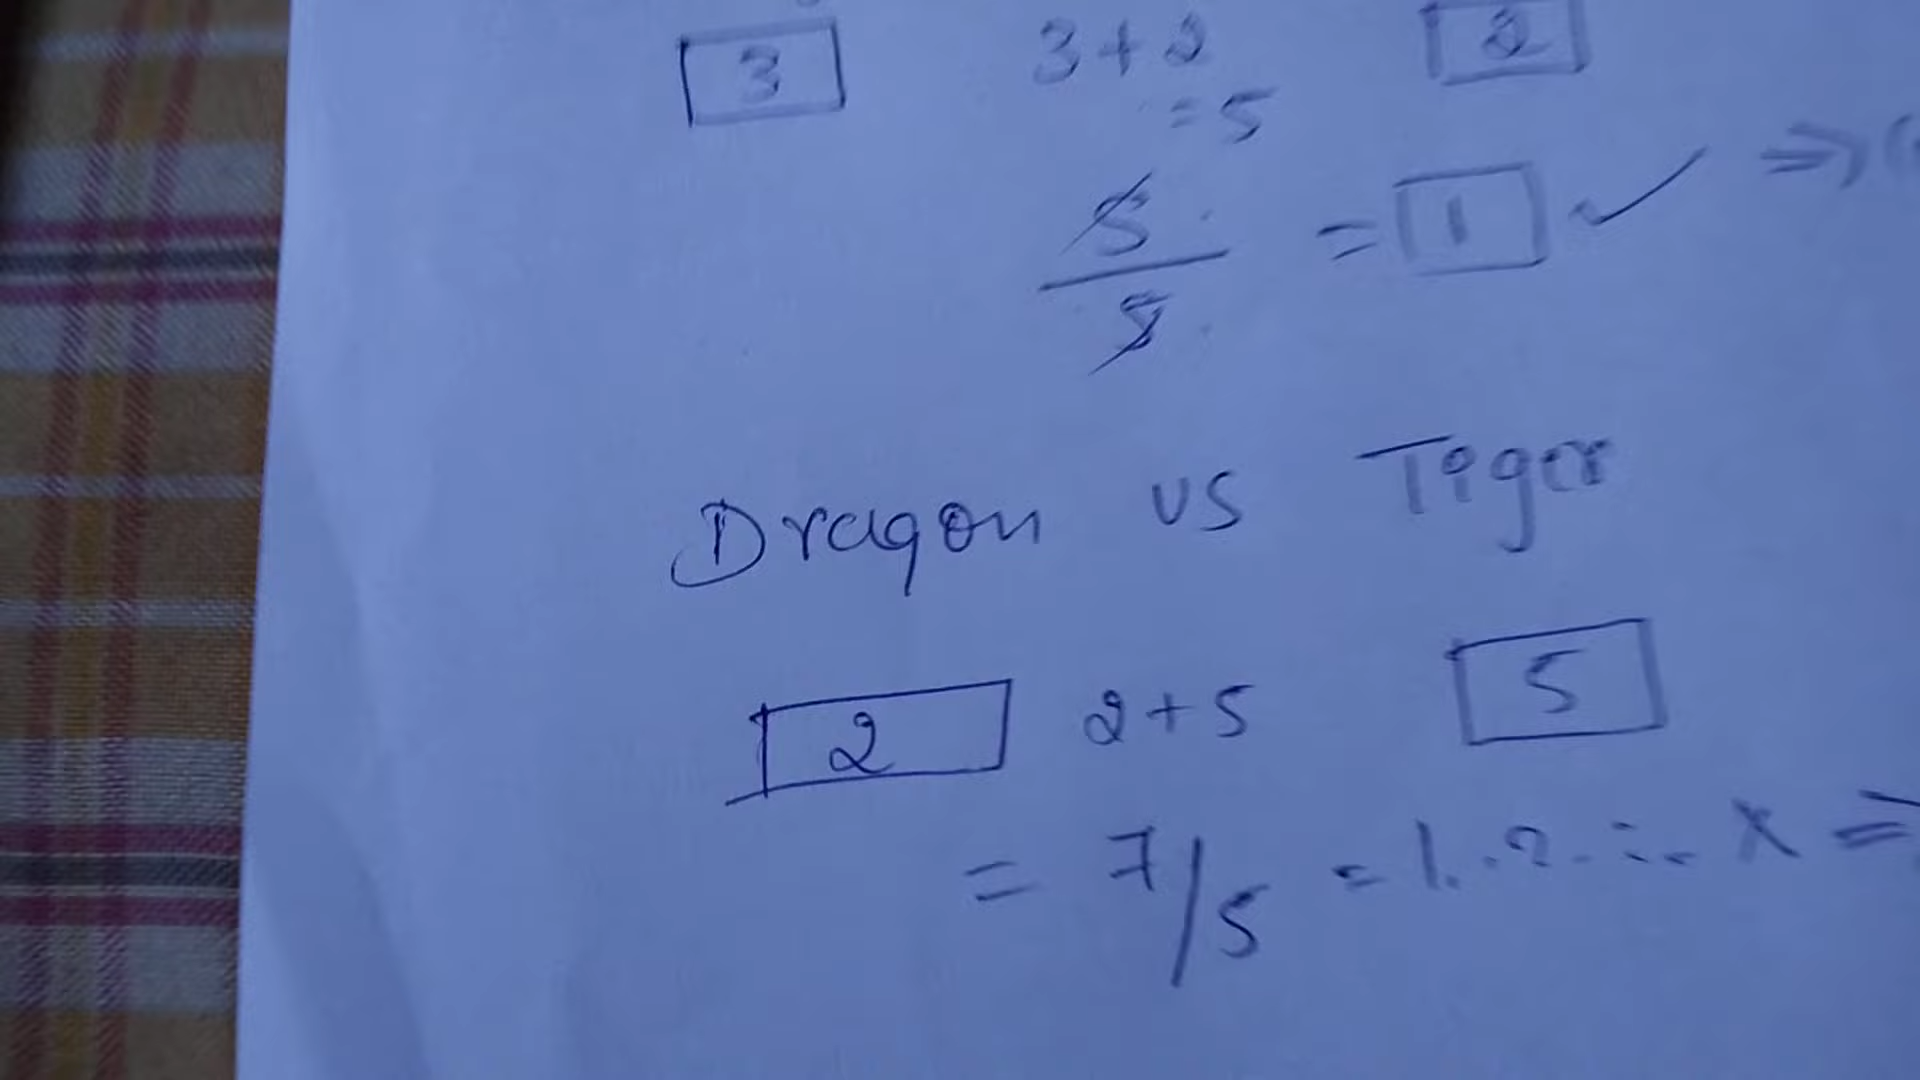 3 3+2 2
= 5
5/5 = 1 ✓ ⇒ (
Dragon vs Tiger
2 2+5 5
= 7/5 = 1..2... x ⇒